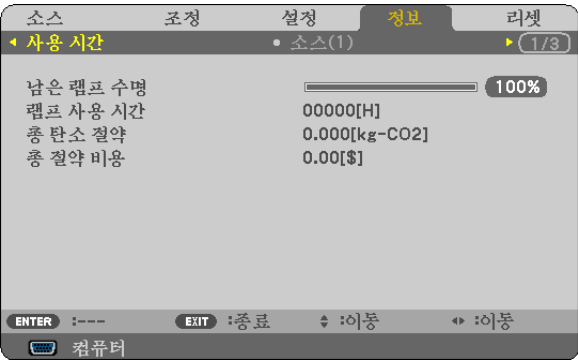 소스 조정 설정 정보 리셋
사용 시간 소스(1) 1/3
남은 램프 수명 100%
램프 사용 시간 00000[H]
총 탄소 절약 0.000[kg-CO2]
총 절약 비용 0.00[$]
ENTER :--- EXIT :종료 :이동 :이동
컴퓨터